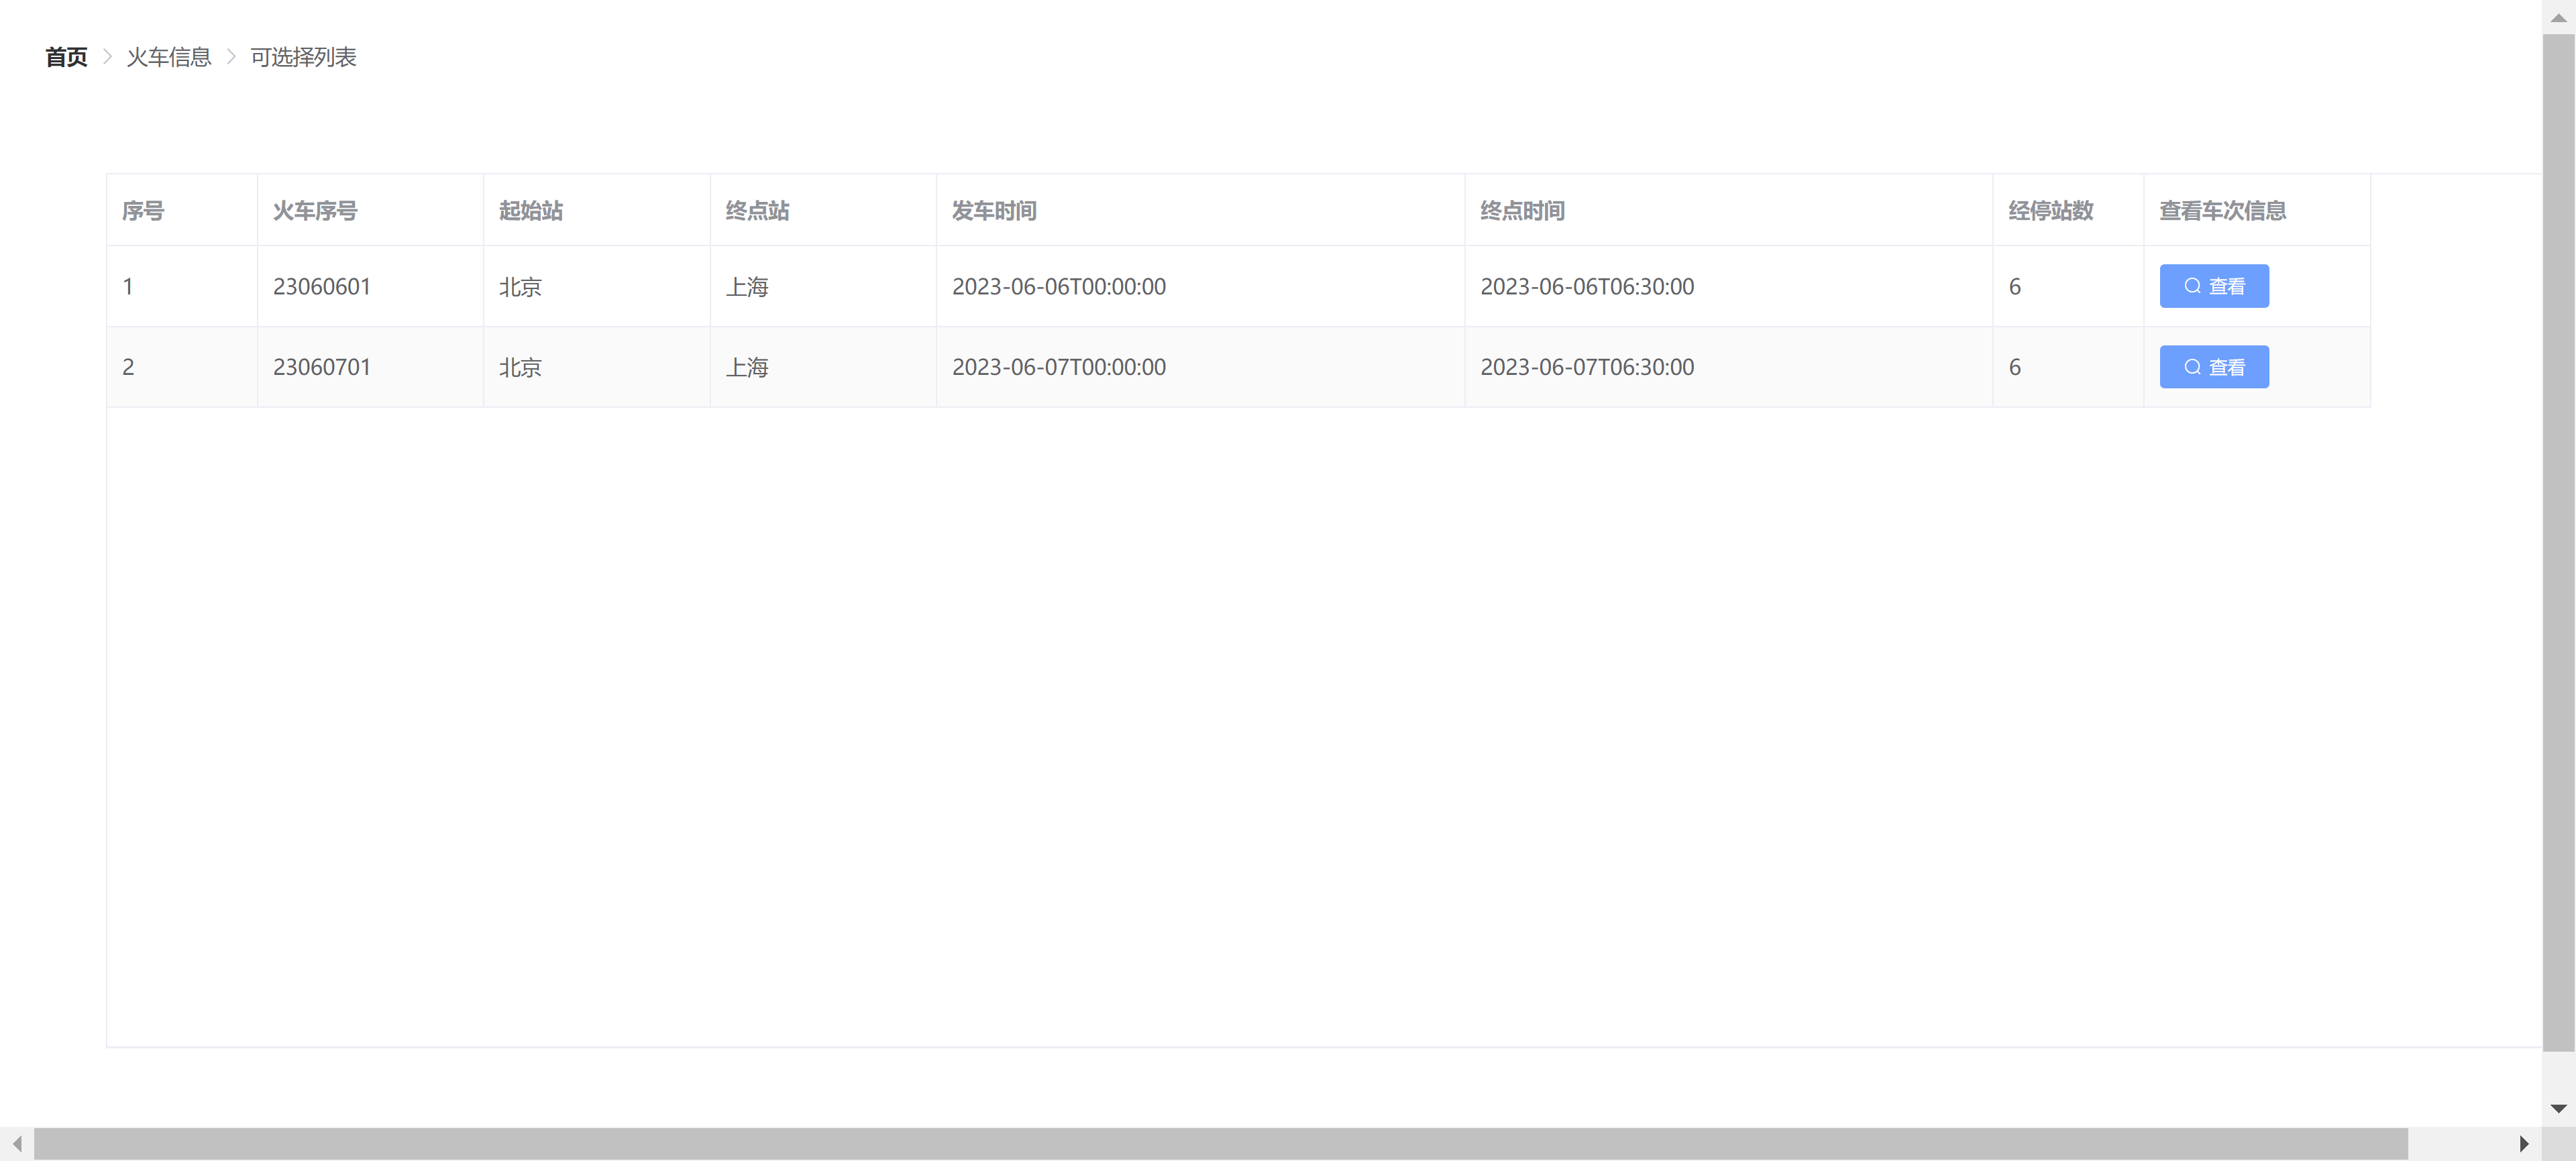 首页 > 火车信息 > 可选择列表
序号 火车序号 起始站 终点站 发车时间 终点时间 经停站数 查看车次信息
1 23060601 北京 上海 2023-06-06T00:00:00 2023-06-06T06:30:00 6 查看
2 23060701 北京 上海 2023-06-07T00:00:00 2023-06-07T06:30:00 6 查看